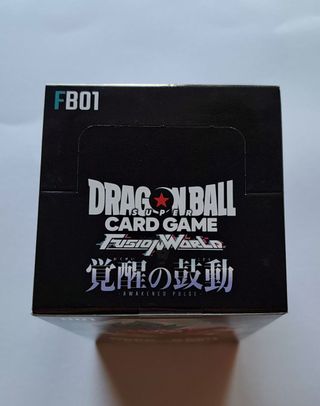 FB01
DRAGON BALL
SUPER
CARD GAME
FUSION WORLD
覚醒の鼓動
-AWAKENED PULSE-